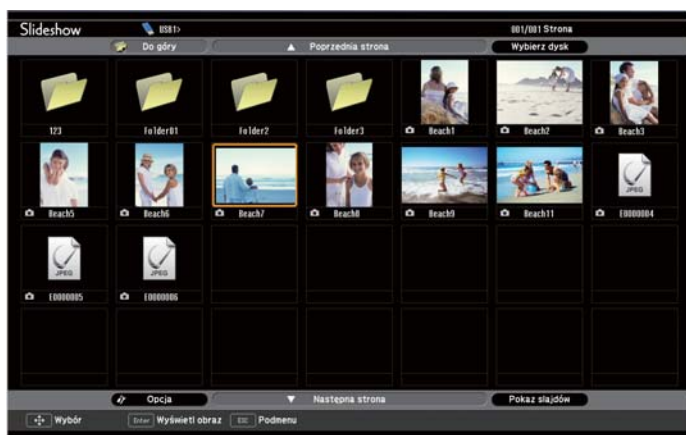 Slideshow USB1> 001/001 Strona
Do góry Poprzednia strona Wybierz dysk
123 Folder01 Folder2 Folder3 Beach1 Beach2 Beach3
Beach5 Beach6 Beach7 Beach8 Beach9 Beach11 E0000004
JPEG
JPEG JPEG
E0000005 E0000006
Opcja Następna strona Pokaz slajdów
Wybór Enter Wyświetl obraz ESC Podmenu